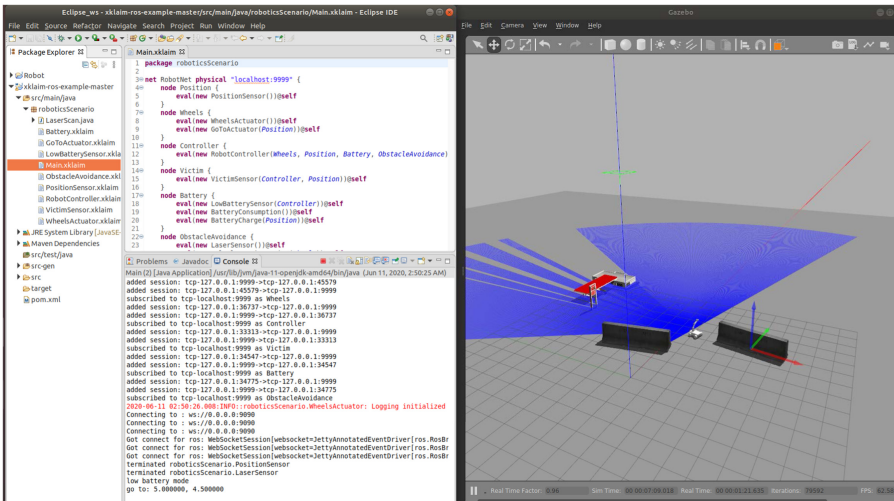 Eclipse_ws - xklaim-ros-example-master/src/main/java/roboticsScenario/Main.xklaim - Eclipse IDE
File Edit Source Refactor Navigate Search Project Run Window Help
Package Explorer
Robot
xklaim-ros-example-master
src/main/java
roboticsScenario
LaserScan.java
Battery.xklaim
GoToActuator.xklaim
LowBatterySensor.xkla
Main.xklaim
ObstacleAvoidance.xkl
PositionSensor.xklaim
RobotController.xklaim
VictimSensor.xklaim
WheelsActuator.xklaim
JRE System Library [JavaSE-
Maven Dependencies
src/test/java
src-gen
src
target
pom.xml
Main.xklaim
1 package roboticsScenario
2
3 net RobotNet physical "localhost:9999" {
4 node Position {
5 eval(new PositionSensor())@self
6 }
7 node Wheels {
8 eval(new WheelsActuator())@self
9 eval(new GoToActuator(Position))@self
10 }
11 node Controller {
12 eval(new RobotController(Wheels, Position, Battery, ObstacleAvoidance)
13 }
14 node Victim {
15 eval(new VictimSensor(Controller, Position))@self
16 }
17 node Battery {
18 eval(new LowBatterySensor(Controller))@self
19 eval(new BatteryConsumption())@self
20 eval(new BatteryCharge(Position))@self
21 }
22 node ObstacleAvoidance {
23 eval(new LaserSensor())@self
Problems Javadoc Console
Main (2) [Java Application] /usr/lib/jvm/java-11-openjdk-amd64/bin/java (Jun 11, 2020, 2:50:25 AM)
added session: tcp-127.0.0.1:9999->tcp-127.0.0.1:45579
added session: tcp-127.0.0.1:45579->tcp-127.0.0.1:9999
subscribed to tcp-localhost:9999 as Wheels
added session: tcp-127.0.0.1:36737->tcp-127.0.0.1:9999
added session: tcp-127.0.0.1:9999->tcp-127.0.0.1:36737
subscribed to tcp-localhost:9999 as Controller
added session: tcp-127.0.0.1:33313->tcp-127.0.0.1:9999
added session: tcp-127.0.0.1:9999->tcp-127.0.0.1:33313
subscribed to tcp-localhost:9999 as Victim
added session: tcp-127.0.0.1:34547->tcp-127.0.0.1:9999
added session: tcp-127.0.0.1:9999->tcp-127.0.0.1:34547
subscribed to tcp-localhost:9999 as Battery
added session: tcp-127.0.0.1:34775->tcp-127.0.0.1:9999
added session: tcp-127.0.0.1:9999->tcp-127.0.0.1:34775
subscribed to tcp-localhost:9999 as ObstacleAvoidance
2020-06-11 02:50:26.008:INFO::roboticsScenario.WheelsActuator: Logging initialized
Connecting to : ws://0.0.0.0:9090
Connecting to : ws://0.0.0.0:9090
Connecting to : ws://0.0.0.0:9090
Got connect for ros: WebSocketSession[websocket=JettyAnnotatedEventDriver[ros.RosBr
Got connect for ros: WebSocketSession[websocket=JettyAnnotatedEventDriver[ros.RosBr
Got connect for ros: WebSocketSession[websocket=JettyAnnotatedEventDriver[ros.RosBr
terminated roboticsScenario.PositionSensor
terminated roboticsScenario.LaserSensor
low battery mode
go to: 5.000000, 4.500000
Gazebo
File Edit Camera View Window Help
Real Time Factor: 0.96 Sim Time: 00:00:07:09.018 Real Time: 00:00:01:21.635 Iterations: 79592 FPS: